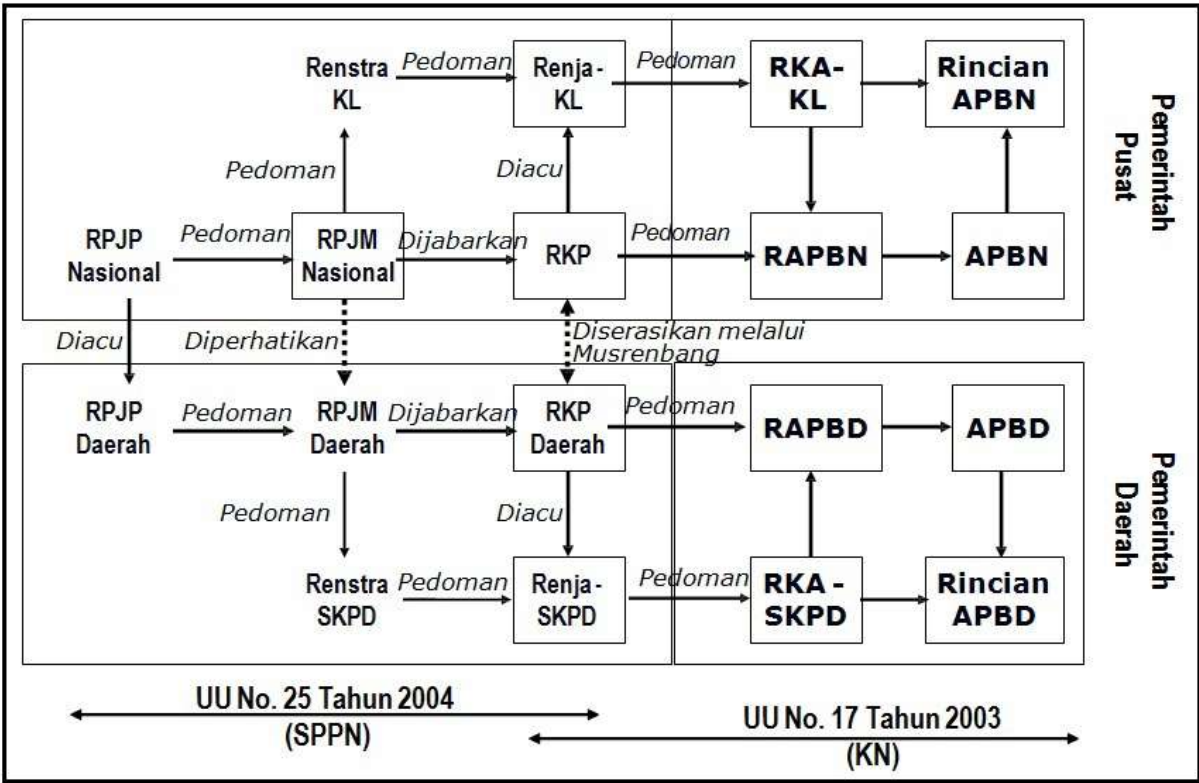 Renstra
KL
Pedoman
Renja -
KL
Pedoman
RKA-
KL
Rincian
APBN
Pedoman
Diacu
RPJP
Nasional
Pedoman
RPJM
Nasional
Dijabarkan
RKP
Pedoman
RAPBN
APBN
Pemerintah
Pusat
Diacu
Diperhatikan
Diserasikan melalui
Musrenbang
RPJP
Daerah
Pedoman
RPJM
Daerah
Dijabarkan
RKP
Daerah
Pedoman
RAPBD
APBD
Pedoman
Diacu
Renstra
SKPD
Pedoman
Renja -
SKPD
Pedoman
RKA -
SKPD
Rincian
APBD
Pemerintah
Daerah
UU No. 25 Tahun 2004
(SPPN)
UU No. 17 Tahun 2003
(KN)